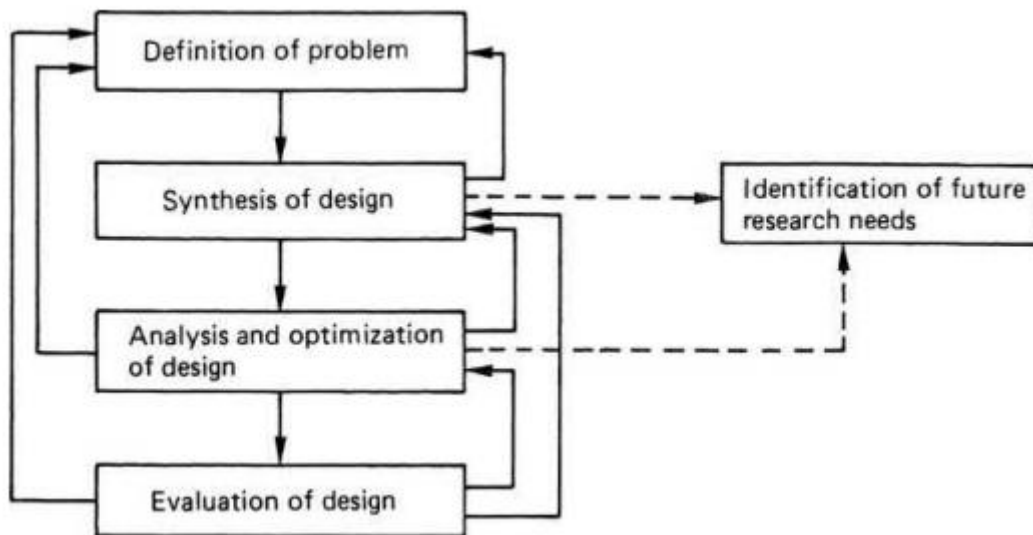 Definition of problem
Synthesis of design
Identification of future
research needs
Analysis and optimization
of design
Evaluation of design